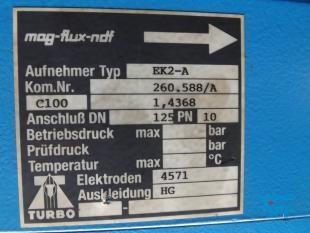 mag-flux-ndf
Aufnehmer Typ EK2-A
Kom.Nr. 260.588/A
C100 1,4368
Anschluß DN 125 PN 10
Betriebsdruck max bar
Prüfdruck max bar
Temperatur max °C
Elektroden 4571
Auskleidung HG
TURBO